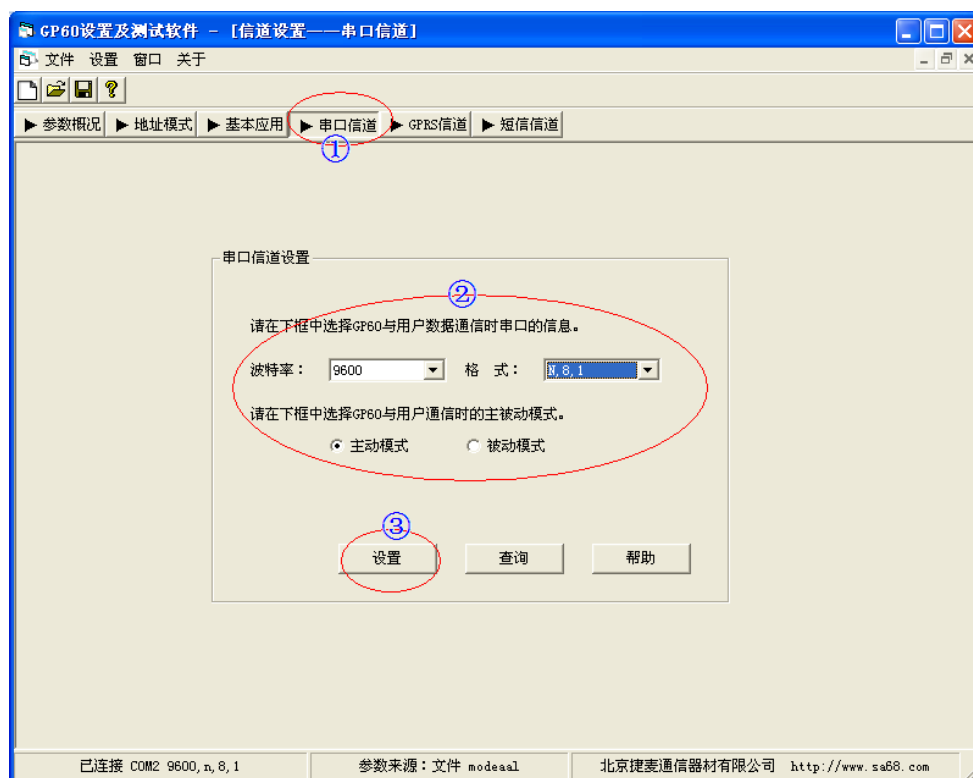 GP60设置及测试软件 - [信道设置——串口信道]
文件 设置 窗口 关于
▶ 参数概况 ▶ 地址模式 ▶ 基本应用 ▶ 串口信道 ▶ GPRS信道 ▶ 短信信道
①
串口信道设置
②
请在下框中选择GP60与用户数据通信时串口的信息。
波特率： 9600 格 式： N,8,1
请在下框中选择GP60与用户通信时的主被动模式。
主动模式 被动模式
③
设置 查询 帮助
已连接 COM2 9600,n,8,1 参数来源：文件 modeaal 北京捷麦通信器材有限公司 http://www.sa68.com